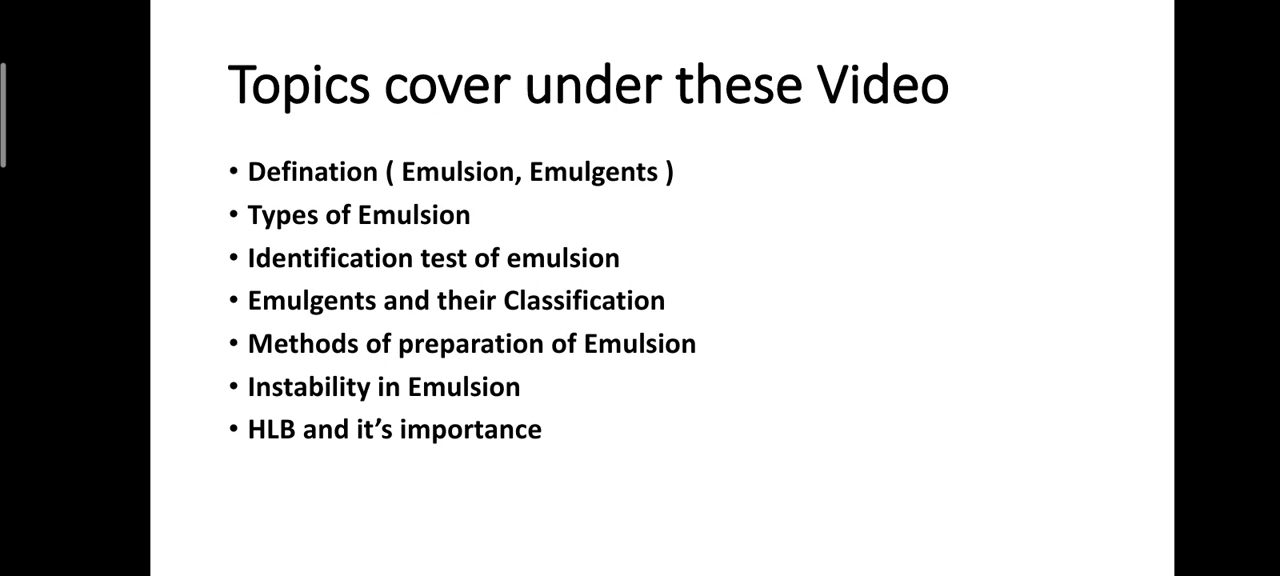 Topics cover under these Video
• Defination ( Emulsion, Emulgents )
• Types of Emulsion
• Identification test of emulsion
• Emulgents and their Classification
• Methods of preparation of Emulsion
• Instability in Emulsion
• HLB and it’s importance